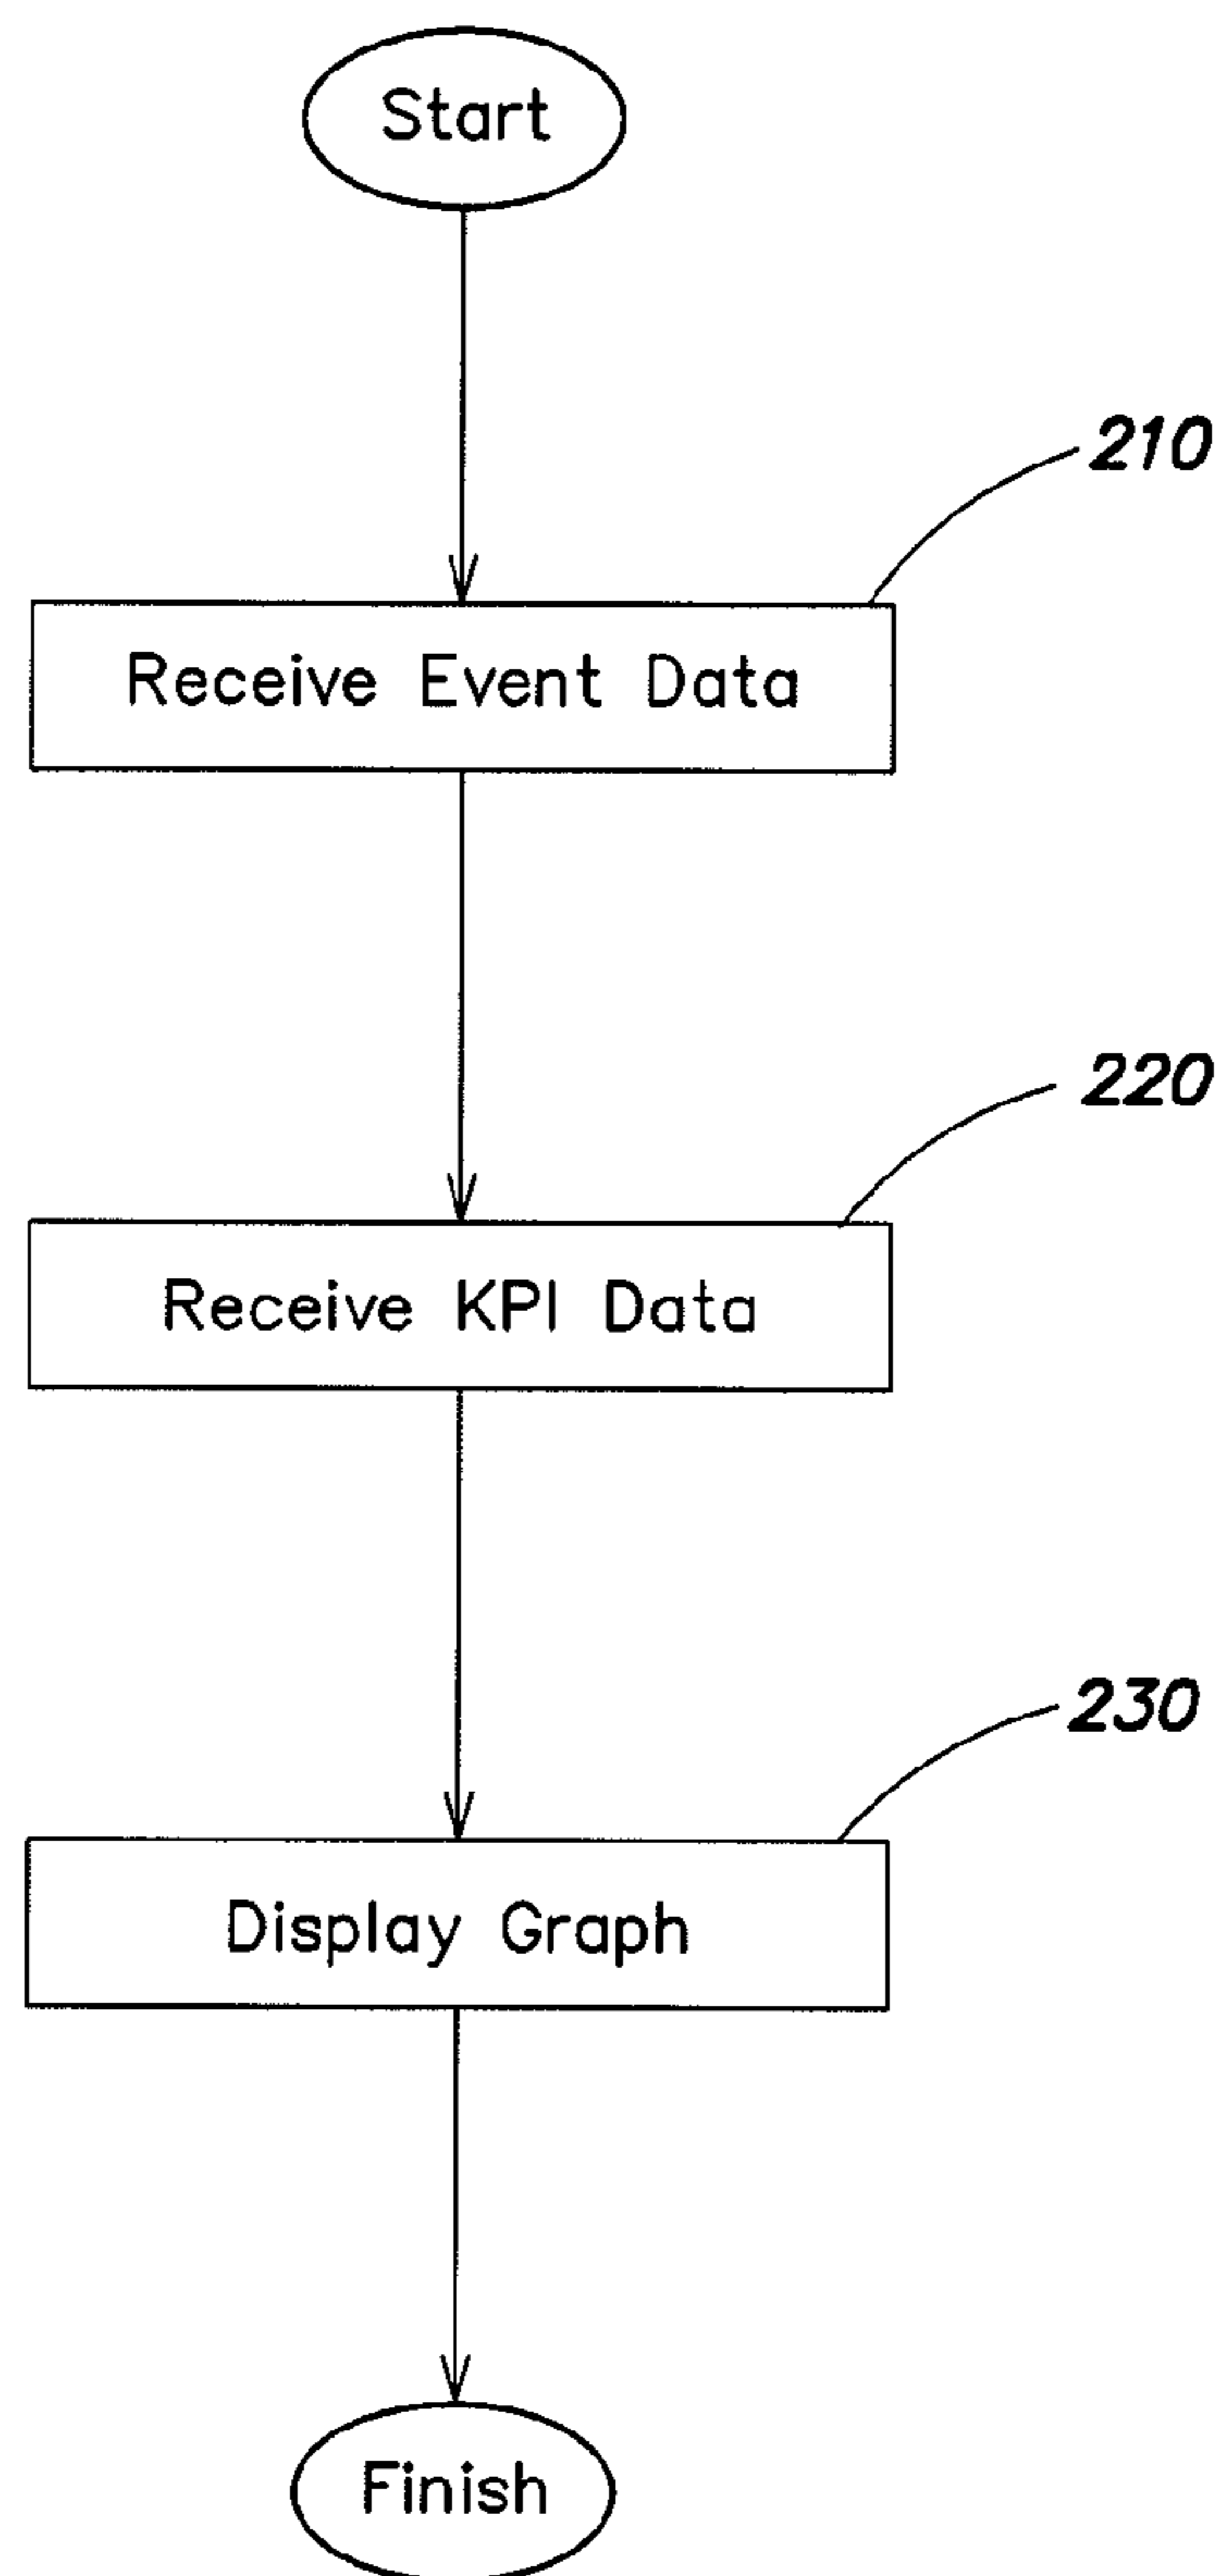 Start
210
Receive Event Data
220
Receive KPI Data
230
Display Graph
Finish